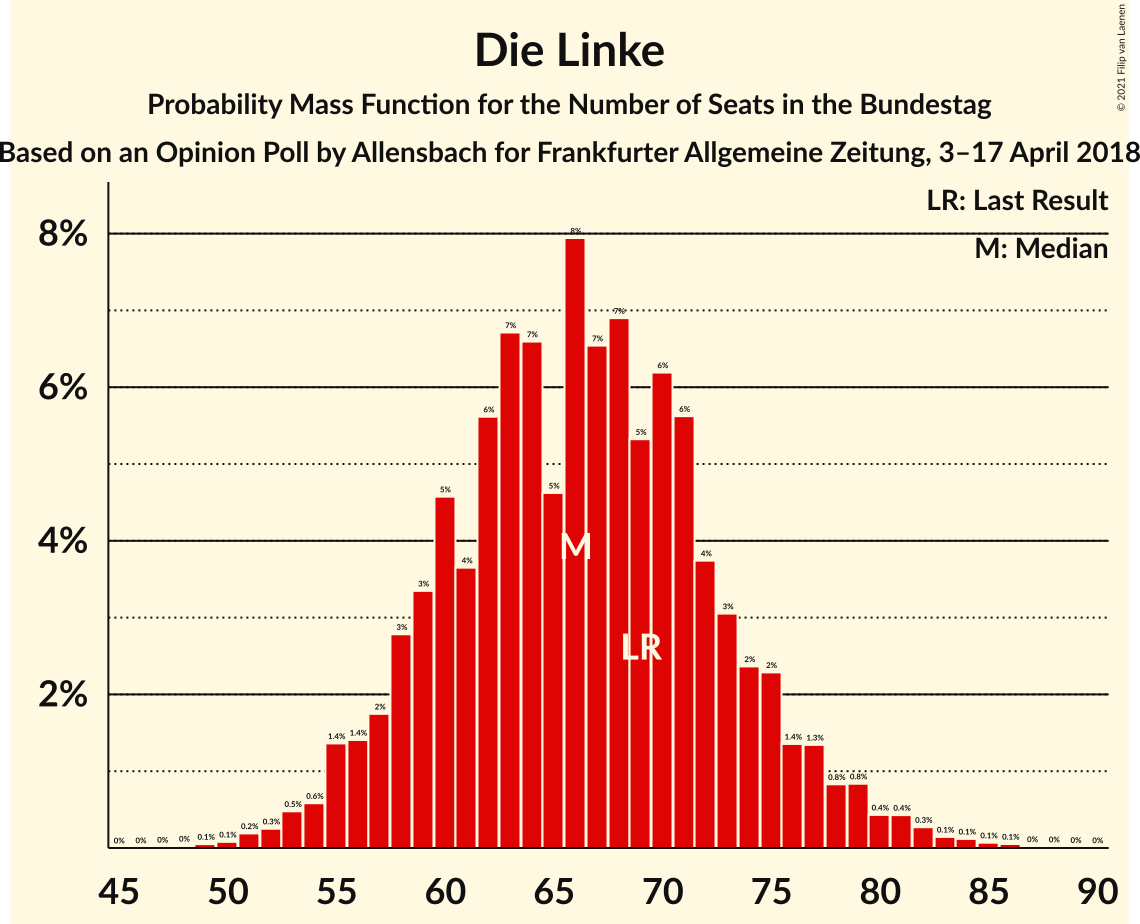 Die Linke
Probability Mass Function for the Number of Seats in the Bundestag
Based on an Opinion Poll by Allensbach for Frankfurter Allgemeine Zeitung, 3–17 April 2018
© 2021 Filip van Laenen
LR: Last Result
M: Median
8%
6%
4%
2%
0% 0% 0% 0% 0.1% 0.1% 0.2% 0.3% 0.5% 0.6% 1.4% 1.4% 2% 3% 3% 5% 4% 6% 7% 7% 5% 8% 7% 7% 5% 6% 6% 4% 3% 2% 2% 1.4% 1.3% 0.8% 0.8% 0.4% 0.4% 0.3% 0.1% 0.1% 0.1% 0.1% 0% 0% 0% 0%
M
LR
45 50 55 60 65 70 75 80 85 90